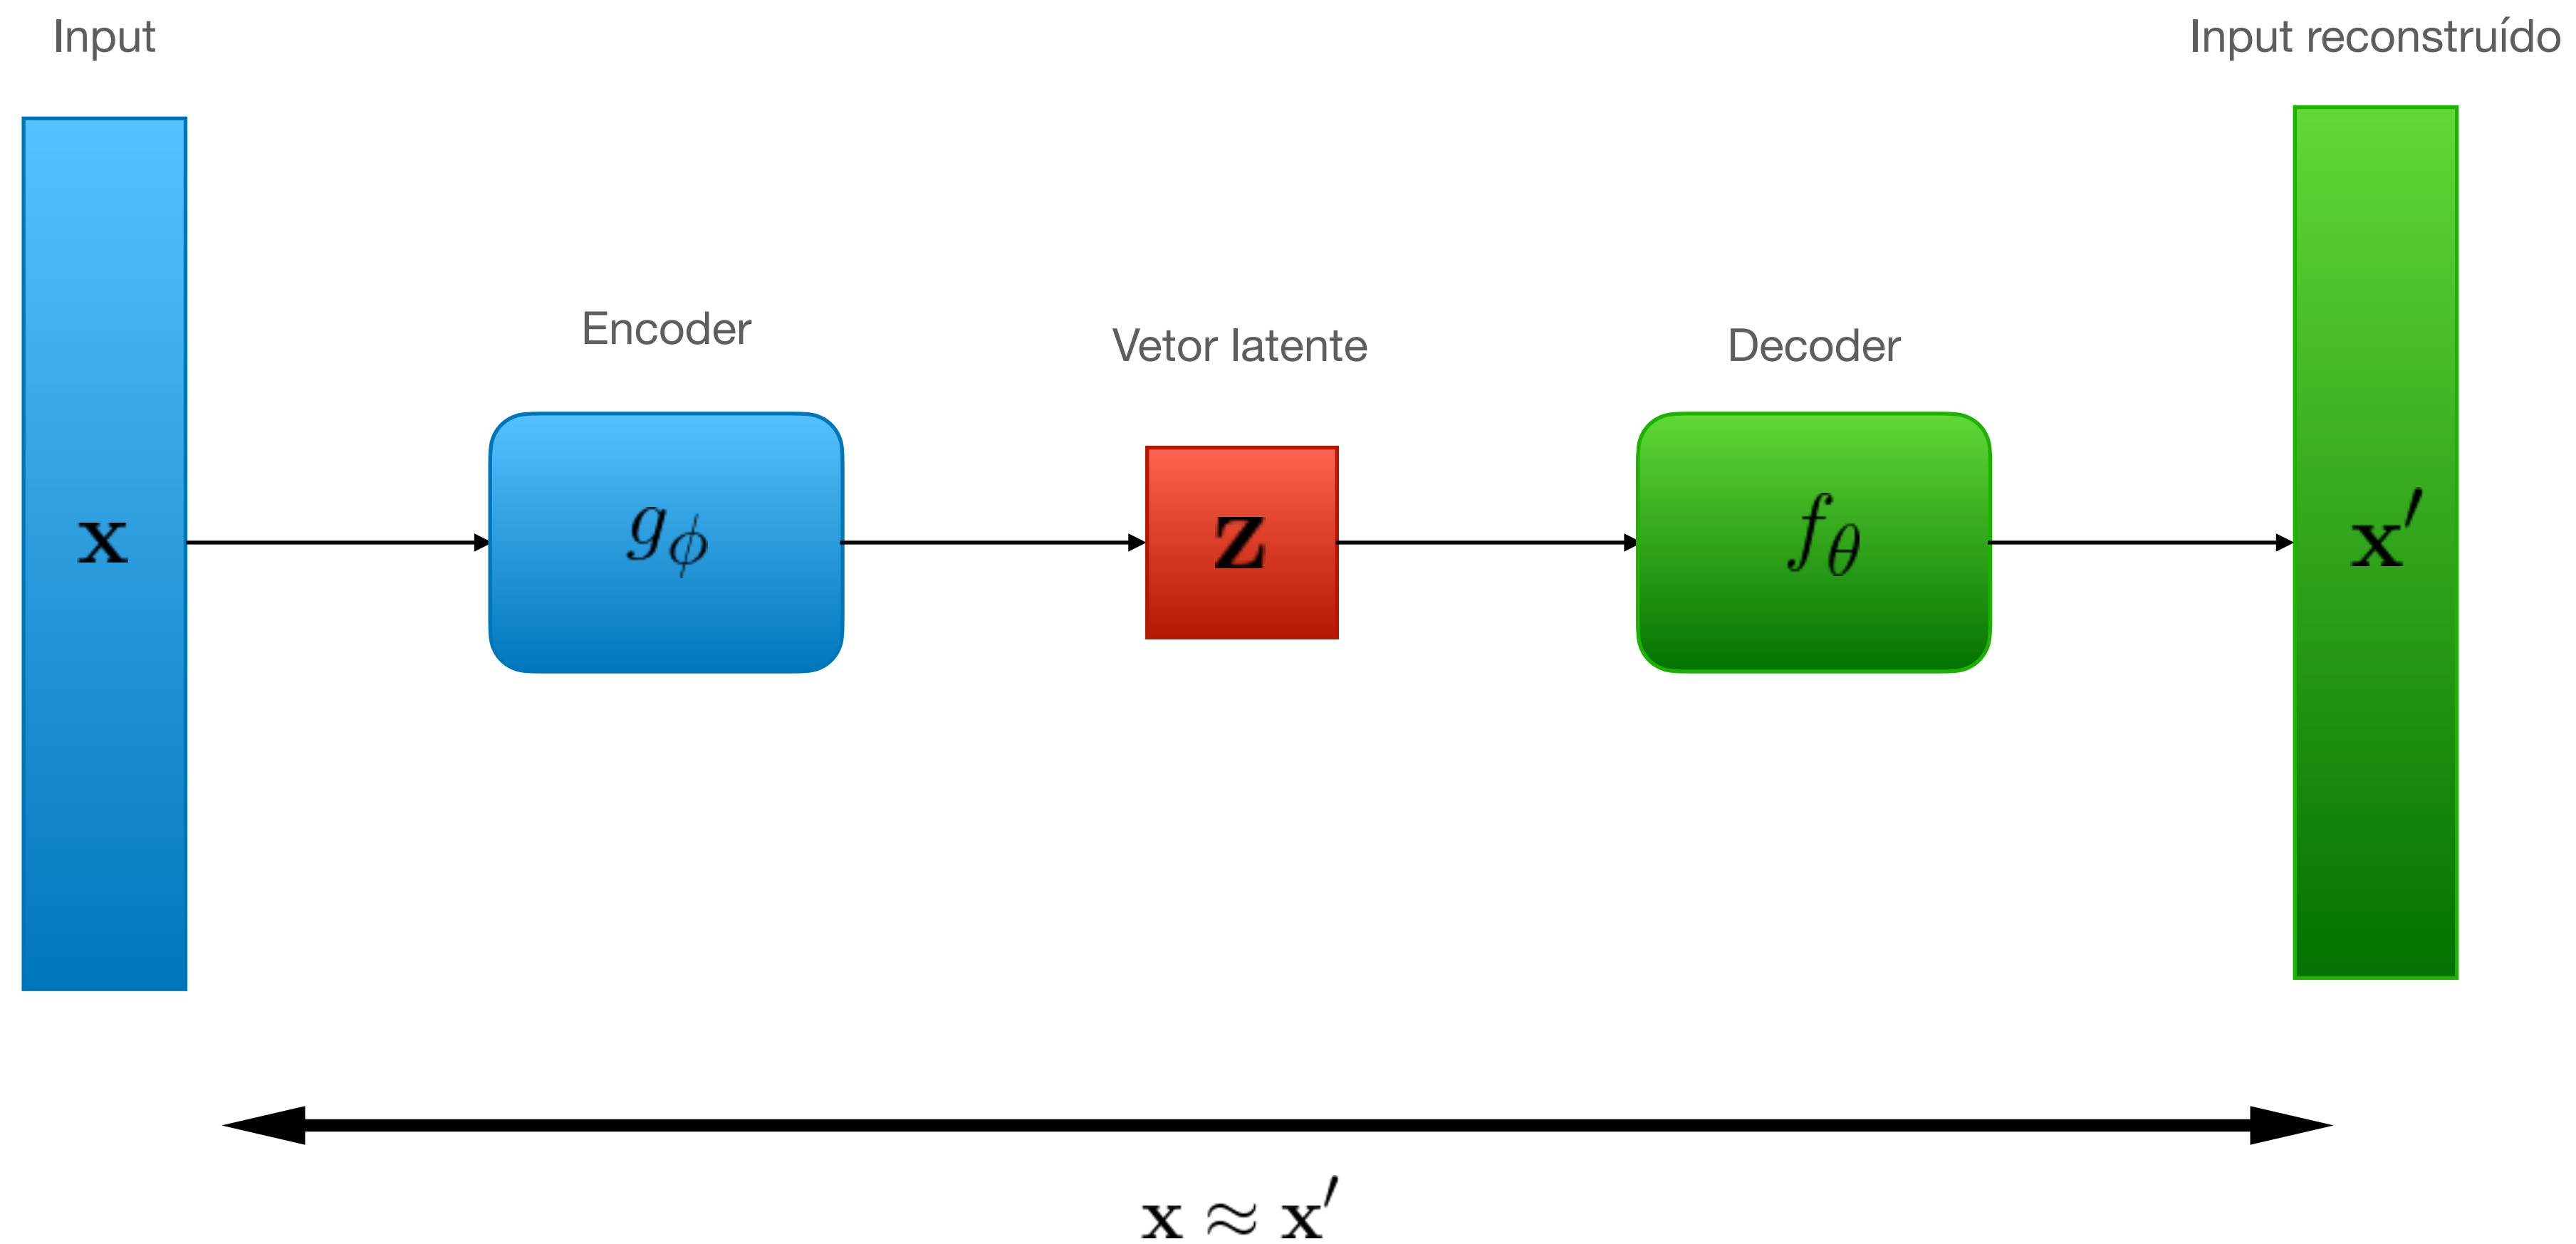 Input
Input reconstruído
Encoder
Vetor latente
Decoder
x
g_ϕ
z
f_θ
x′
x ≈ x′